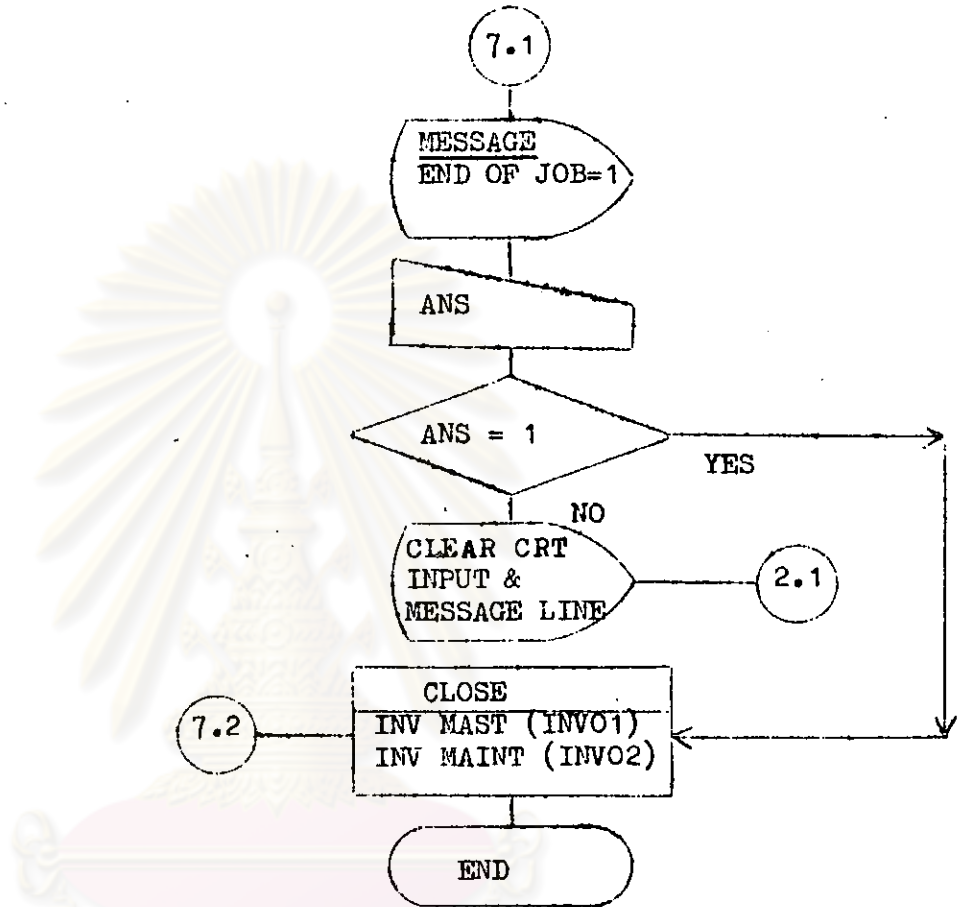 7.1
MESSAGE
END OF JOB=1
ANS
ANS = 1
YES
NO
CLEAR CRT
INPUT &
MESSAGE LINE
2.1
CLOSE
7.2
INV MAST (INV01)
INV MAINT (INV02)
END